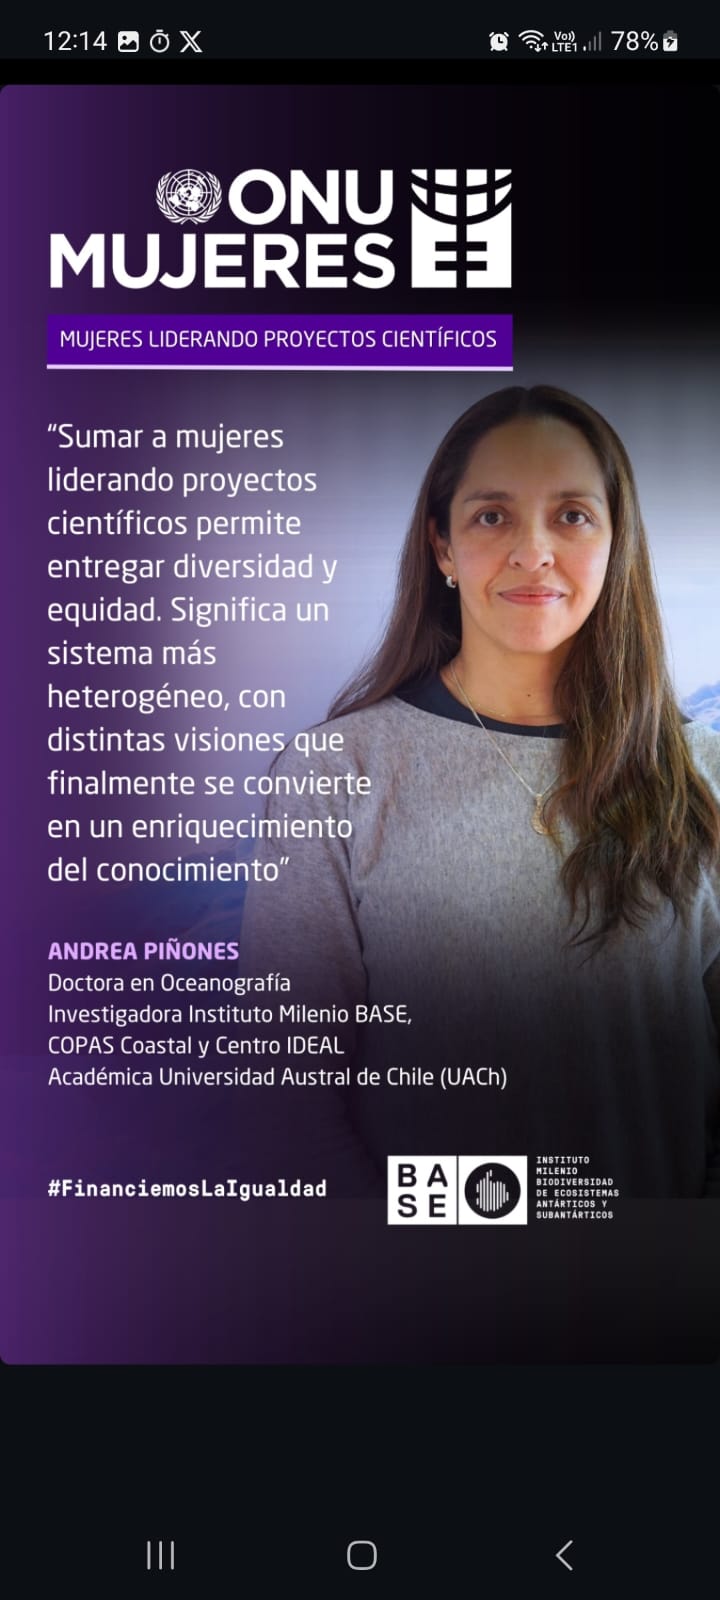 12:14
Vo))
LTE1
78%
ONU
MUJERES
MUJERES LIDERANDO PROYECTOS CIENTÍFICOS
“Sumar a mujeres
liderando proyectos
científicos permite
entregar diversidad y
equidad. Significa un
sistema más
heterogéneo, con
distintas visiones que
finalmente se convierte
en un enriquecimiento
del conocimiento”
ANDREA PIÑONES
Doctora en Oceanografía
Investigadora Instituto Milenio BASE,
COPAS Coastal y Centro IDEAL
Académica Universidad Austral de Chile (UACh)
#FinanciemosLaIgualdad
BA
SE
INSTITUTO
MILENIO
BIODIVERSIDAD
DE ECOSISTEMAS
ANTÁRTICOS Y
SUBANTÁRTICOS